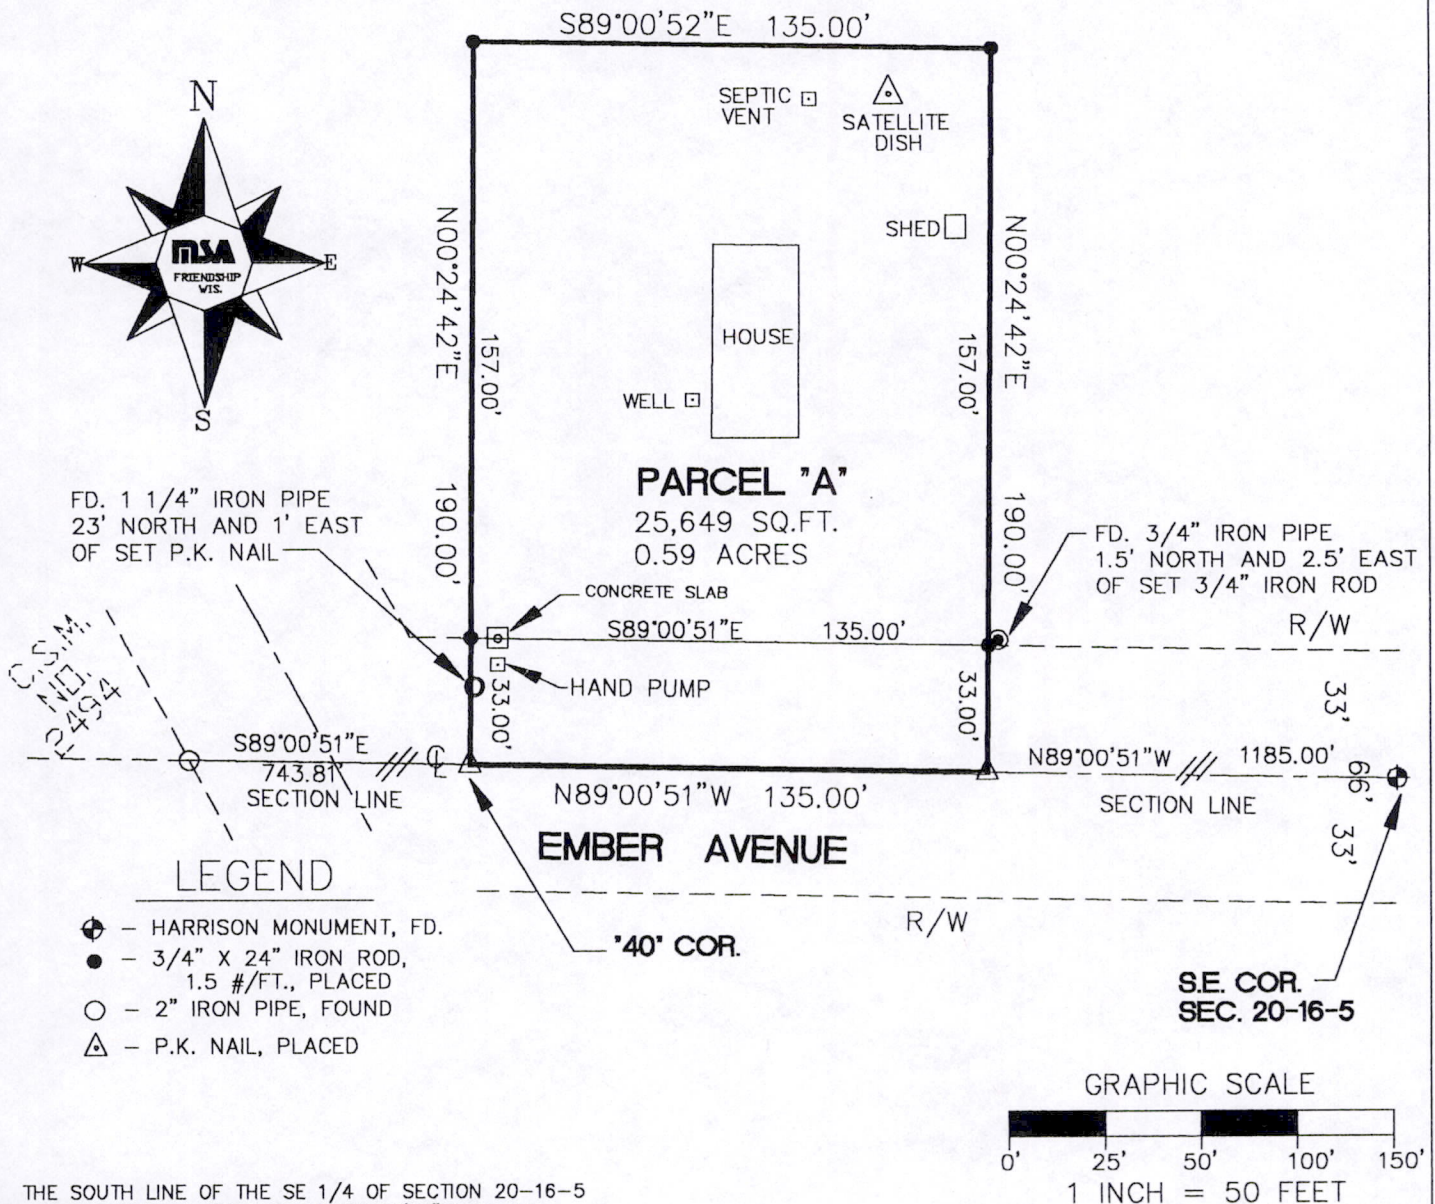 S89°00'52"E 135.00'
N
SEPTIC
VENT
SATELLITE
DISH
N00°24'42"E
157.00'
190.00'
SHED
157.00'
N00°24'42"E
190.00'
W
MSA
FRIENDSHIP
WIS.
E
S
HOUSE
WELL
PARCEL "A"
25,649 SQ.FT.
0.59 ACRES
FD. 1 1/4" IRON PIPE
23' NORTH AND 1' EAST
OF SET P.K. NAIL
FD. 3/4" IRON PIPE
1.5' NORTH AND 2.5' EAST
OF SET 3/4" IRON ROD
CONCRETE SLAB
S89°00'51"E 135.00'
R/W
HAND PUMP
33.00'
33.00'
C.S.M.
NO.
2494
S89°00'51"E
743.81'
SECTION LINE
CL
N89°00'51"W 135.00'
N89°00'51"W 1185.00'
SECTION LINE
33'
66'
33'
EMBER AVENUE
R/W
"40" COR.
S.E. COR.
SEC. 20-16-5
LEGEND
– HARRISON MONUMENT, FD.
– 3/4" X 24" IRON ROD,
1.5 #/FT., PLACED
– 2" IRON PIPE, FOUND
– P.K. NAIL, PLACED
GRAPHIC SCALE
0' 25' 50' 100' 150'
1 INCH = 50 FEET
THE SOUTH LINE OF THE SE 1/4 OF SECTION 20-16-5